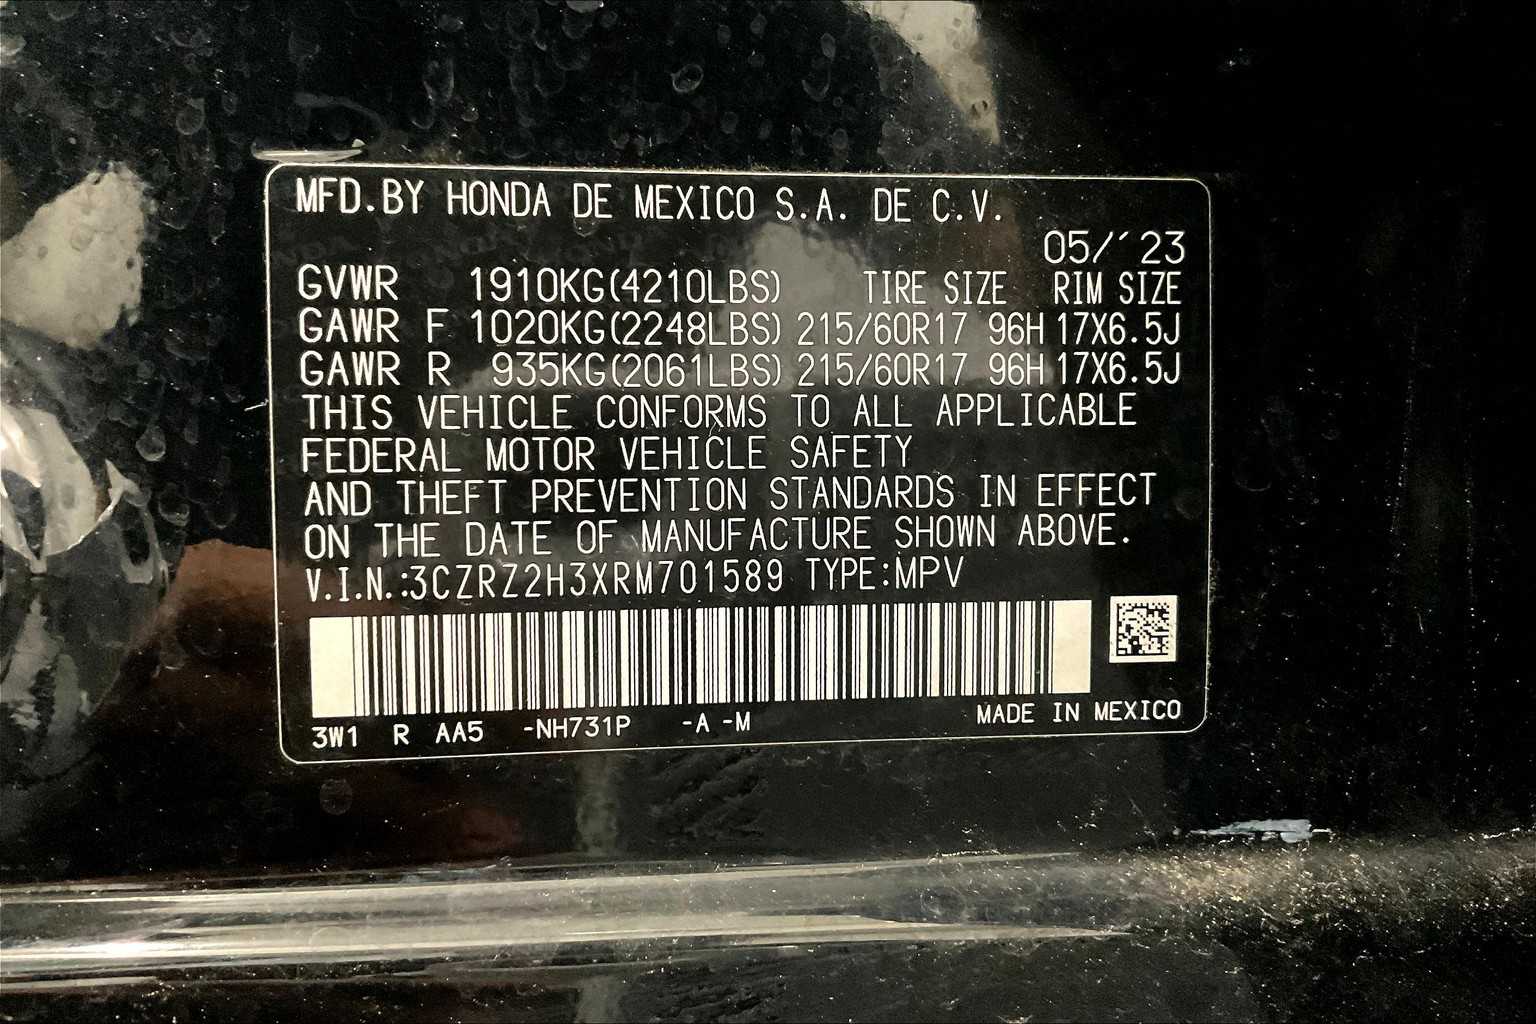 MFD.BY HONDA DE MEXICO S.A. DE C.V.
05/´23
GVWR 1910KG(4210LBS) TIRE SIZE RIM SIZE
GAWR F 1020KG(2248LBS) 215/60R17 96H 17X6.5J
GAWR R 935KG(2061LBS) 215/60R17 96H 17X6.5J
THIS VEHICLE CONFORMS TO ALL APPLICABLE
FEDERAL MOTOR VEHICLE SAFETY
AND THEFT PREVENTION STANDARDS IN EFFECT
ON THE DATE OF MANUFACTURE SHOWN ABOVE.
V.I.N.:3CZRZ2H3XRM701589 TYPE:MPV
3W1 R AA5 -NH731P -A -M MADE IN MEXICO